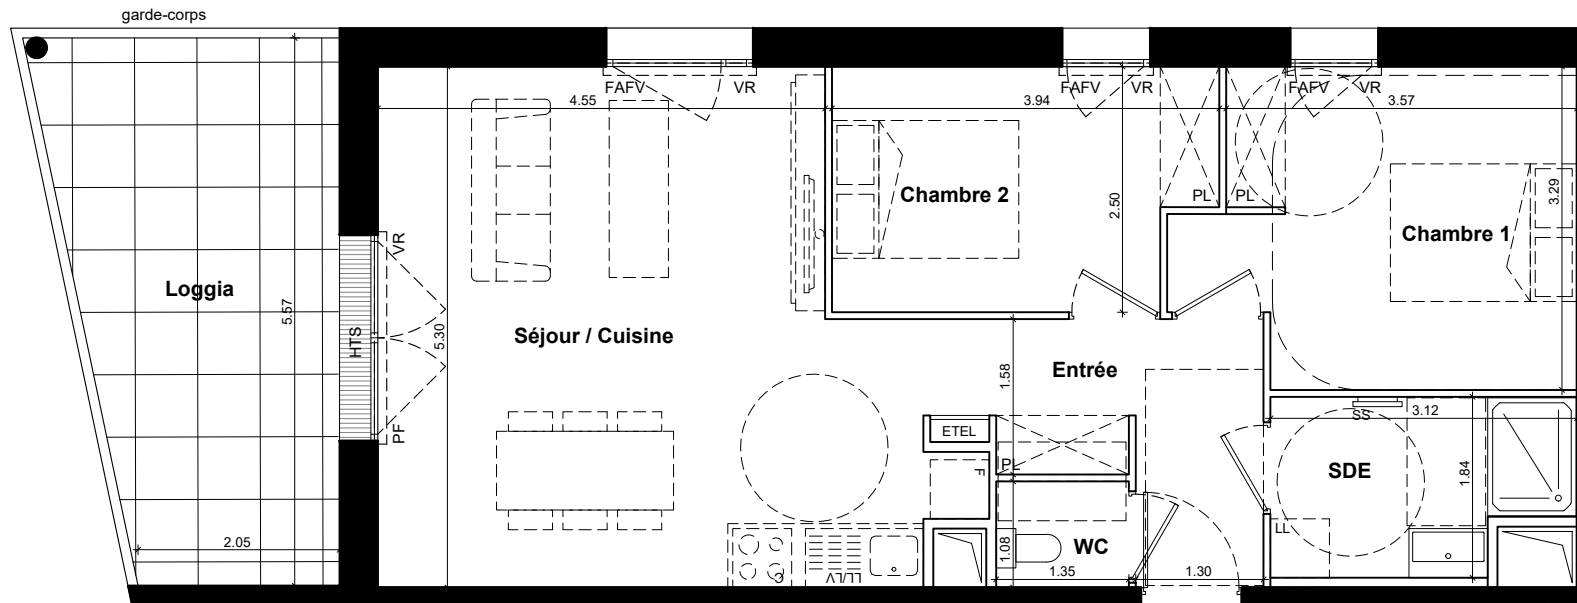 garde-corps
FAFV VR
FAFV VR
FAFV VR
4.55
3.94
3.57
Chambre 2
2.50
PL
PL
3.29
Chambre 1
Loggia
5.57
VR
HTS
PF
5.30
Séjour / Cuisine
1.58
Entrée
SS
3.12
ETEL
PL
F
SDE
1.84
2.05
LL/LV
C
1.08
WC
LL
1.35
1.30